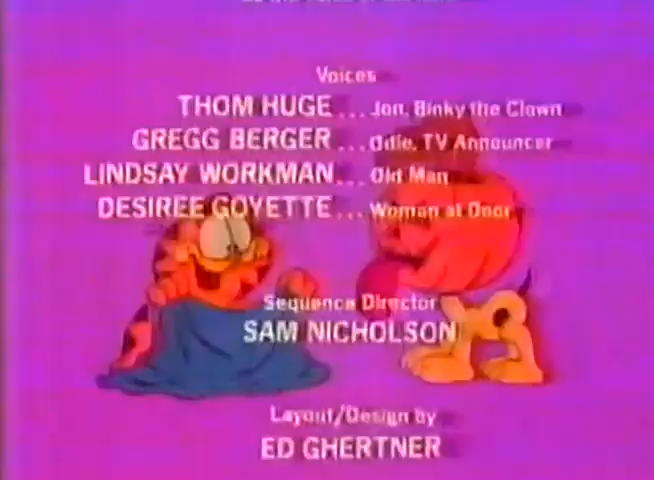 Voices
THOM HUGE ... Jon, Binky the Clown
GREGG BERGER ... Odie, TV Announcer
LINDSAY WORKMAN ... Old Man
DESIREE GOYETTE ... Woman at Door
Sequence Director
SAM NICHOLSON
Layout/Design by
ED GHERTNER